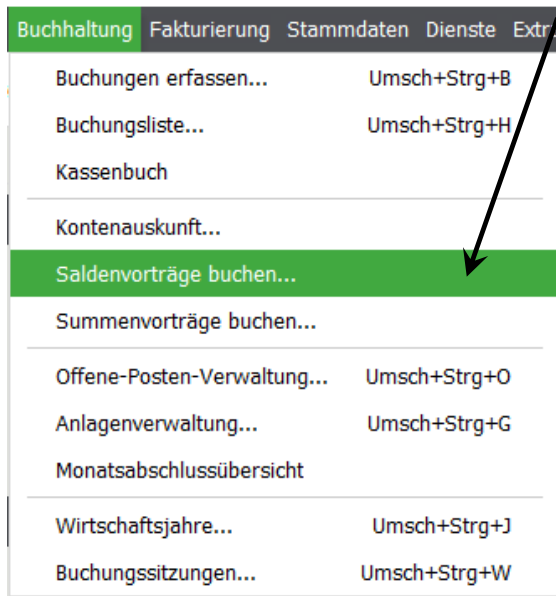 Buchhaltung Fakturierung Stammdaten Dienste Extr
Buchungen erfassen... Umsch+Strg+B
Buchungsliste... Umsch+Strg+H
Kassenbuch
Kontenauskunft...
Saldenvorträge buchen...
Summenvorträge buchen...
Offene-Posten-Verwaltung... Umsch+Strg+O
Anlagenverwaltung... Umsch+Strg+G
Monatsabschlussübersicht
Wirtschaftsjahre... Umsch+Strg+J
Buchungssitzungen... Umsch+Strg+W